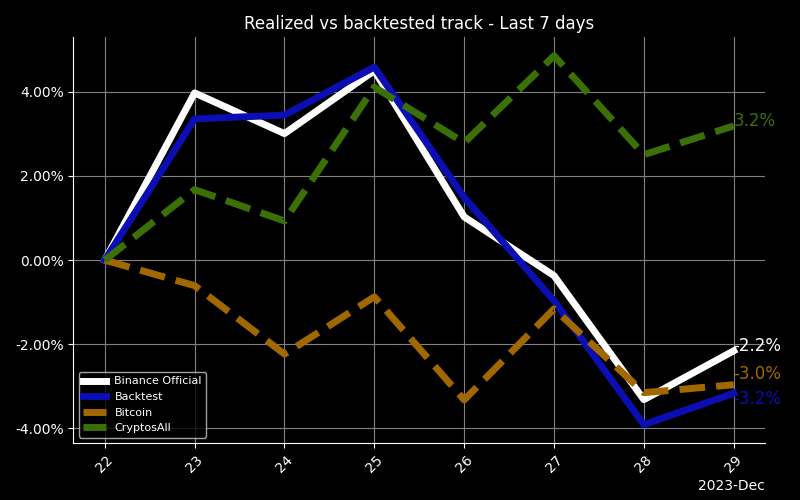 Realized vs backtested track - Last 7 days
4.00%
2.00%
0.00%
-2.00%
-4.00%
3.2%
-2.2%
-3.0%
-3.2%
Binance Official
Backtest
Bitcoin
CryptosAll
22
23
24
25
26
27
28
29
2023-Dec